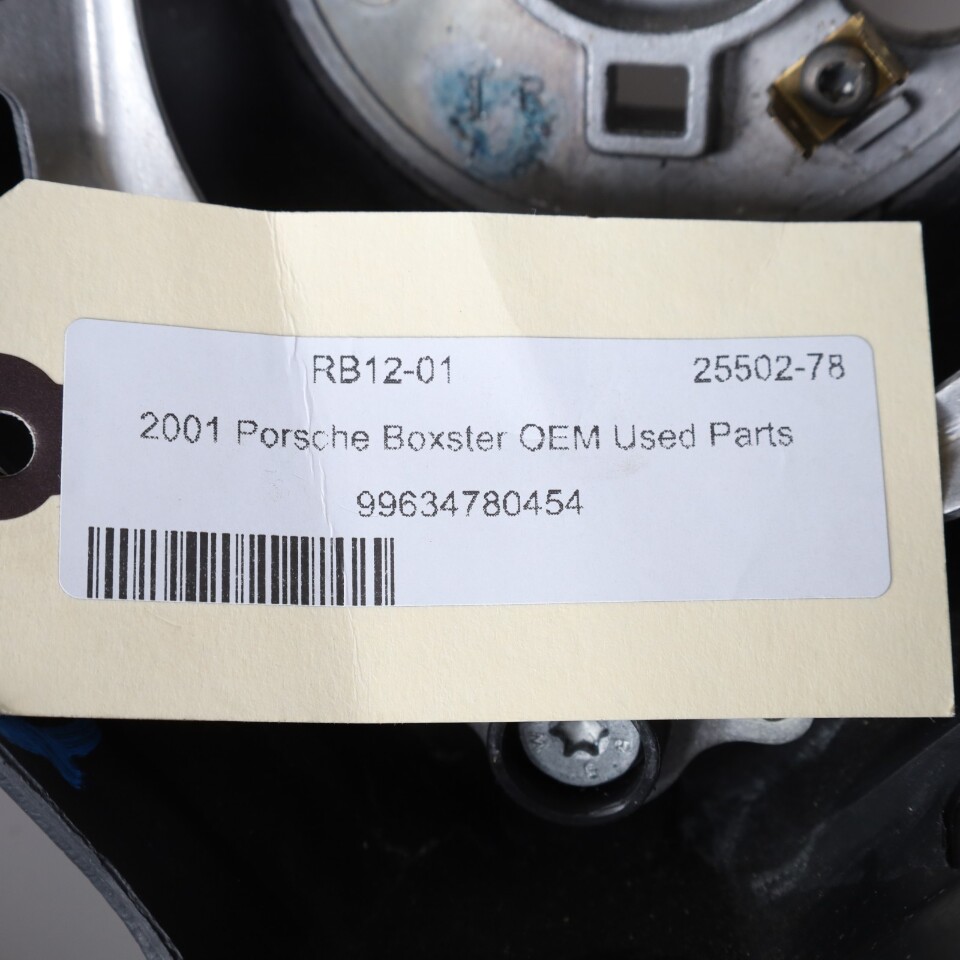 RB12-01 25502-78
2001 Porsche Boxster OEM Used Parts
99634780454